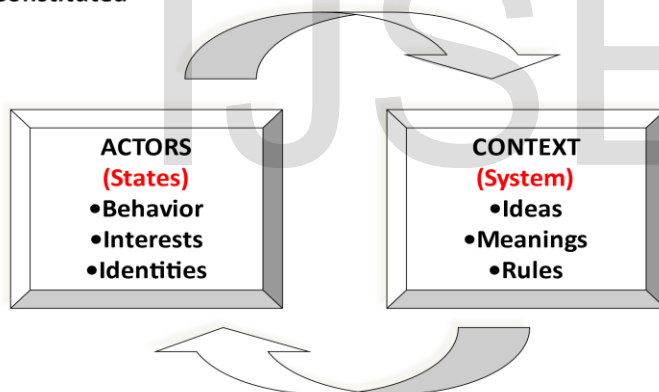 constituted
IJSE
ACTORS
(States)
•Behavior
•Interests
•Identities
CONTEXT
(System)
•Ideas
•Meanings
•Rules